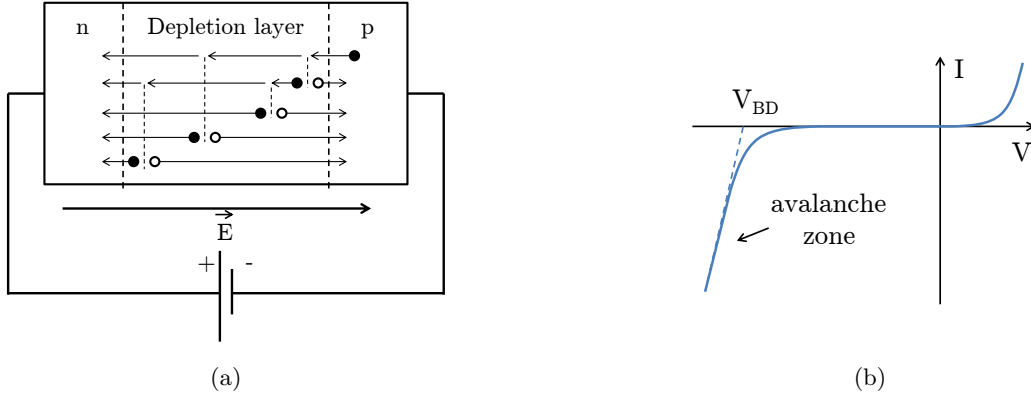 n Depletion layer p
E
+ -
(a)
I
V_BD
V
avalanche
zone
(b)